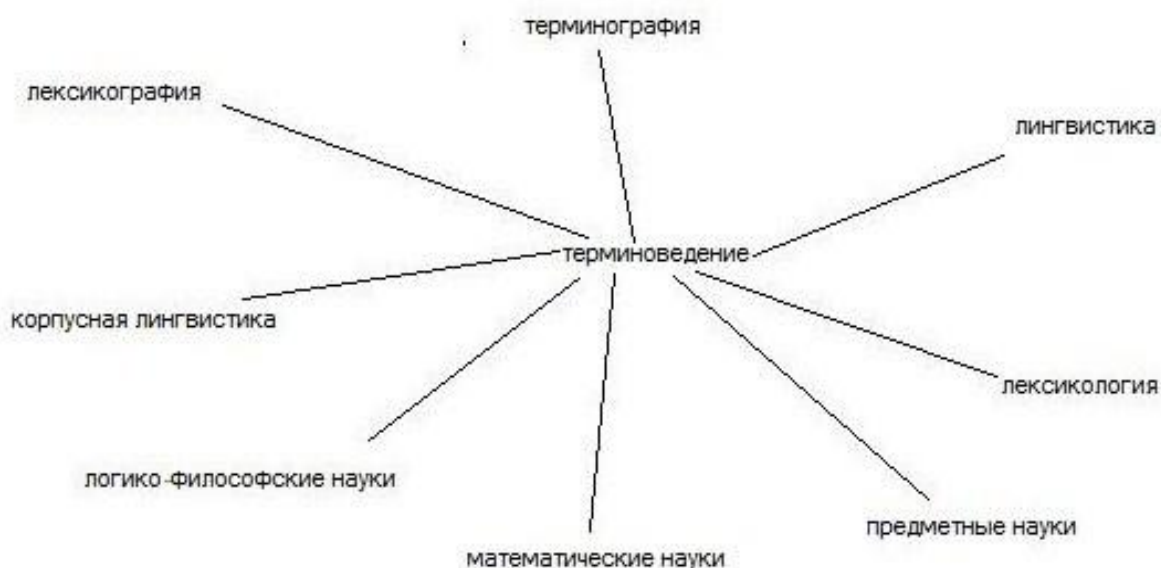 терминография
лексикография
лингвистика
терминоведение
корпусная лингвистика
лексикология
логико-философские науки
предметные науки
математические науки